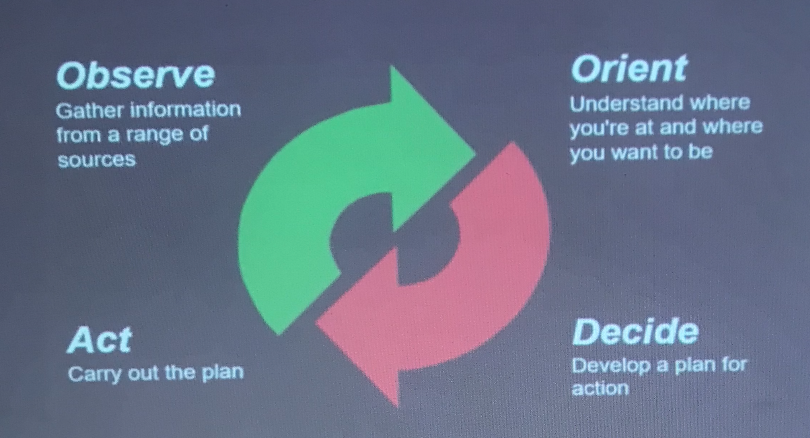 Observe
Gather information
from a range of
sources
Orient
Understand where
you're at and where
you want to be
Act
Carry out the plan
Decide
Develop a plan for
action